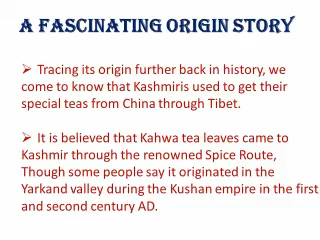 A FASCINATING ORIGIN STORY
➢ Tracing its origin further back in history, we
come to know that Kashmiris used to get their
special teas from China through Tibet.
➢ It is believed that Kahwa tea leaves came to
Kashmir through the renowned Spice Route,
Though some people say it originated in the
Yarkand valley during the Kushan empire in the first
and second century AD.